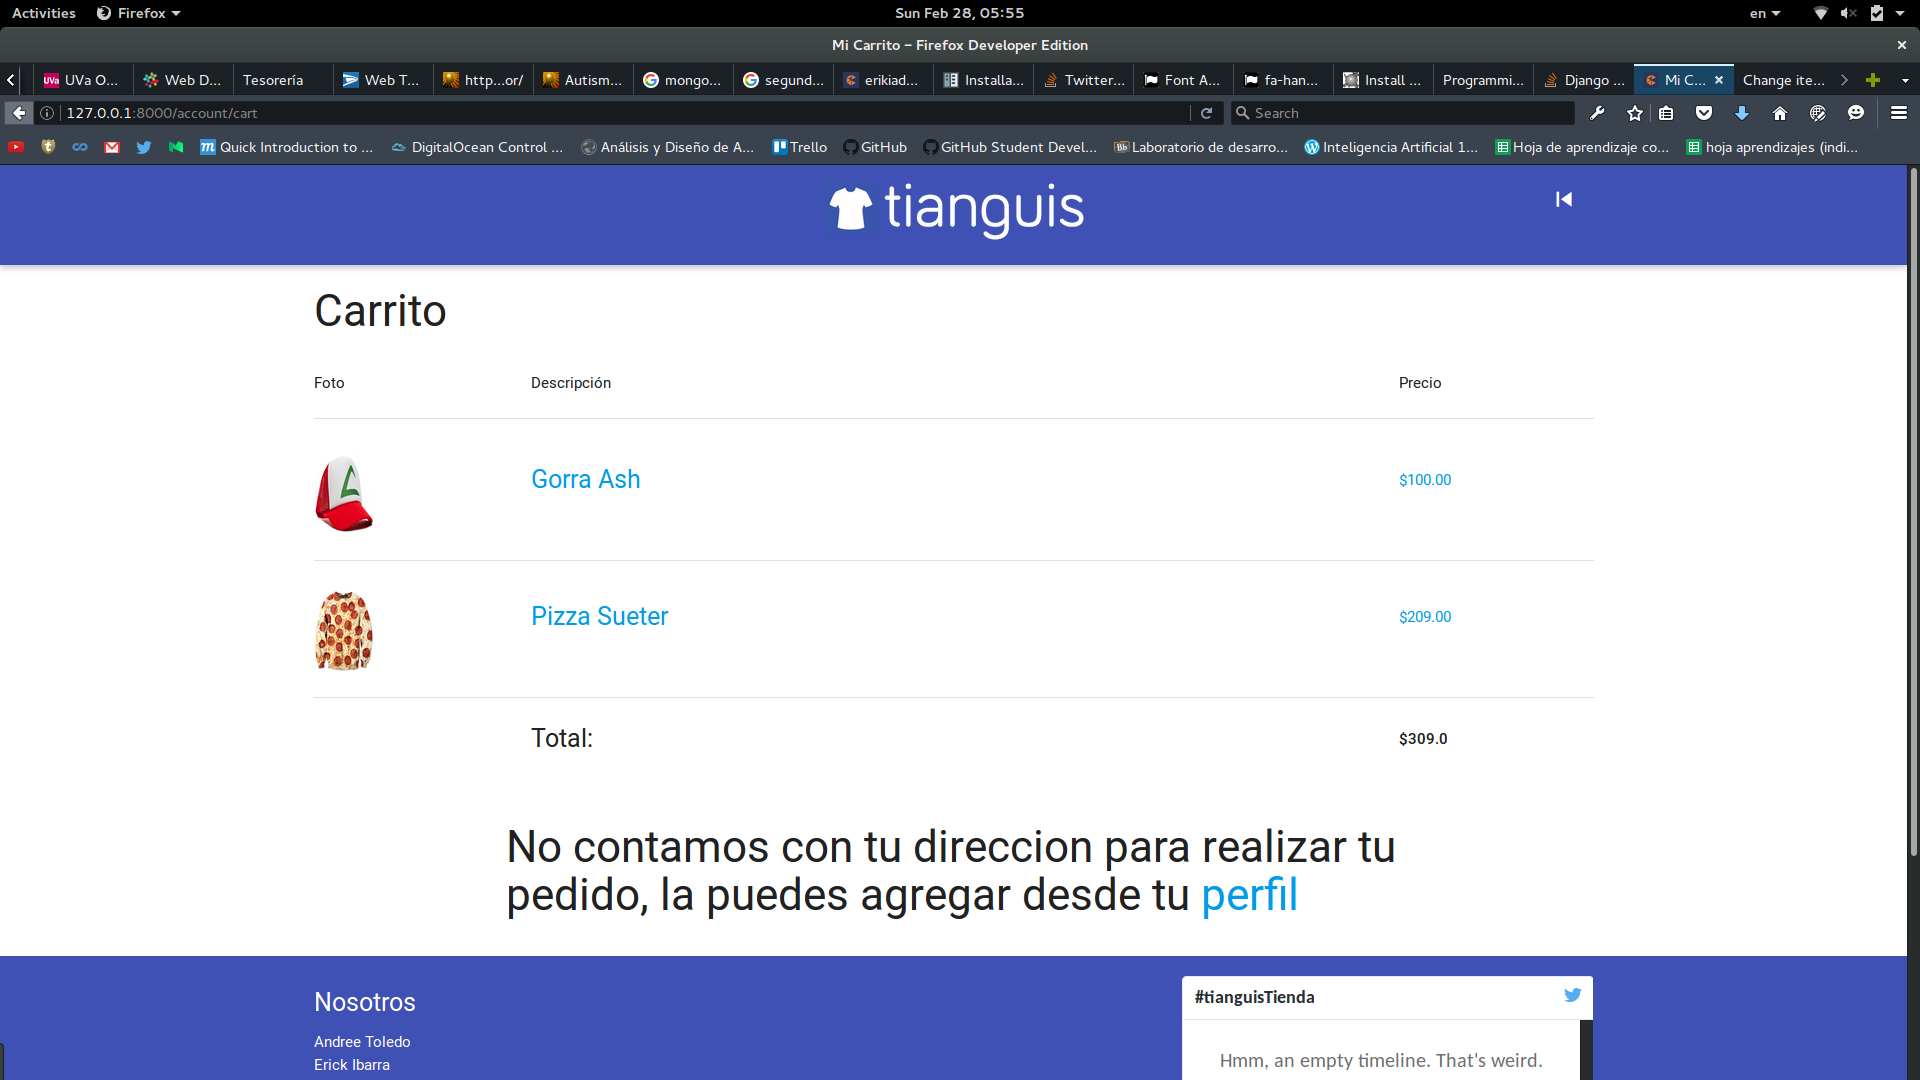 Activities Firefox Sun Feb 28, 05:55 en
Mi Carrito – Firefox Developer Edition
UVa O... Web D... Tesorería Web T... http...or/ Autism... mongo... segund... erikiad... Installa... Twitter... Font A... fa-han... Install ... Programmi... Django ... Mi C... Change ite...
127.0.0.1:8000/account/cart Search
Quick Introduction to ... DigitalOcean Control ... Análisis y Diseño de A... Trello GitHub GitHub Student Devel... Laboratorio de desarro... Inteligencia Artificial 1... Hoja de aprendizaje co... hoja aprendizajes (indi...
tianguis
Carrito
Foto Descripción Precio
Gorra Ash $100.00
Pizza Sueter $209.00
Total: $309.0
No contamos con tu direccion para realizar tu
pedido, la puedes agregar desde tu perfil
Nosotros
Andree Toledo
Erick Ibarra
#tianguisTienda
Hmm, an empty timeline. That's weird.